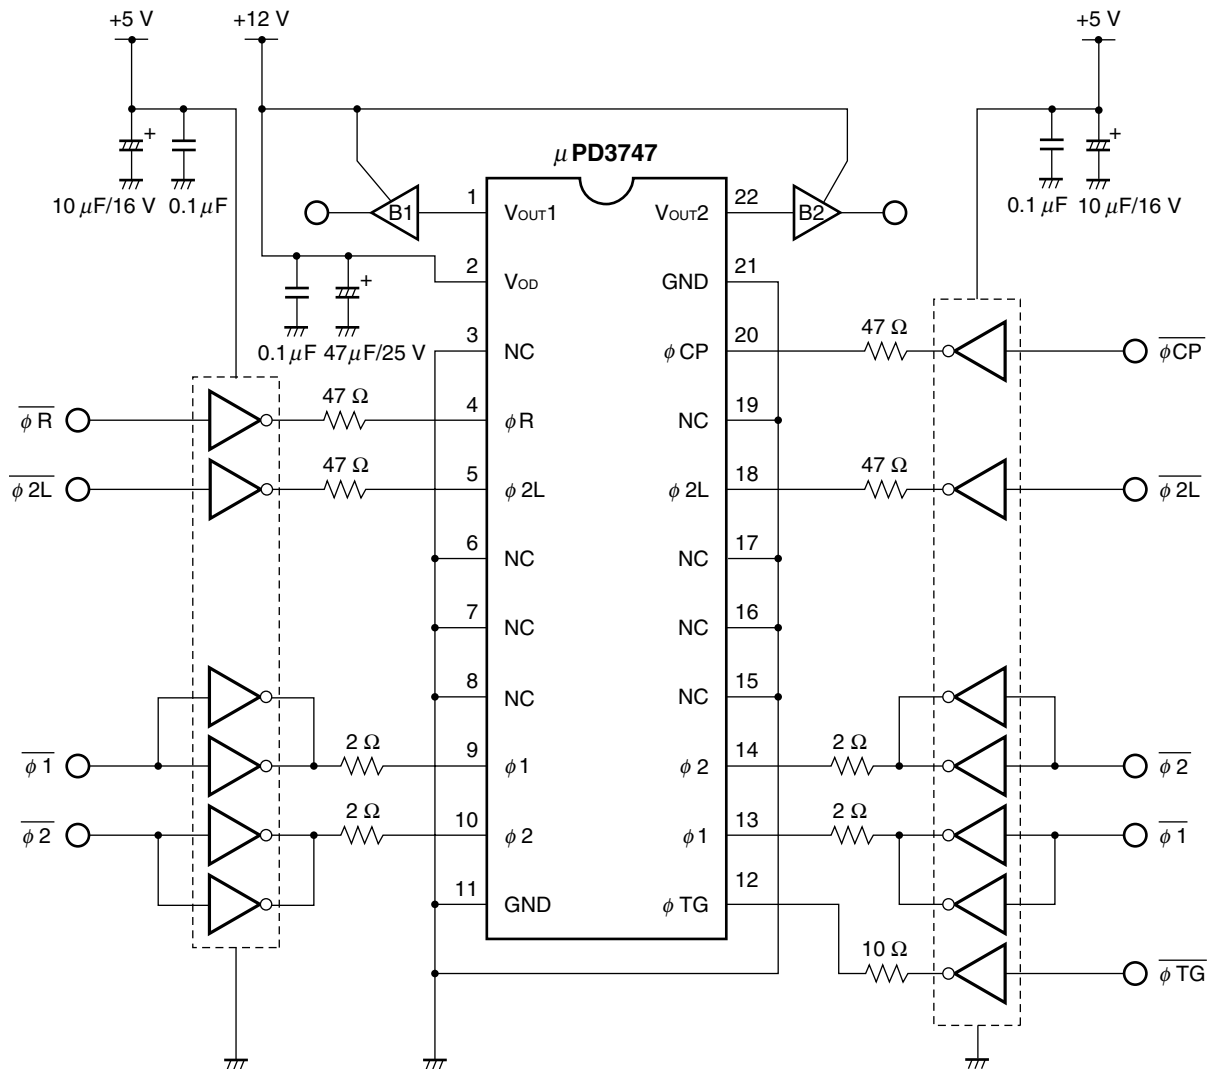 +5 V +12 V +5 V
10 μF/16 V 0.1 μF
μPD3747
0.1 μF 10 μF/16 V
B1 1 VOUT1 VOUT2 22 B2
2 VOD GND 21
0.1 μF 47 μF/25 V
3 NC φCP 20 47 Ω φCP
φR 47 Ω 4 φR NC 19
φ2L 47 Ω 5 φ2L φ2L 18 47 Ω φ2L
6 NC NC 17
7 NC NC 16
8 NC NC 15
φ1 2 Ω 9 φ1 φ2 14 2 Ω φ2
φ2 2 Ω 10 φ2 φ1 13 2 Ω φ1
11 GND φTG 12
10 Ω φTG